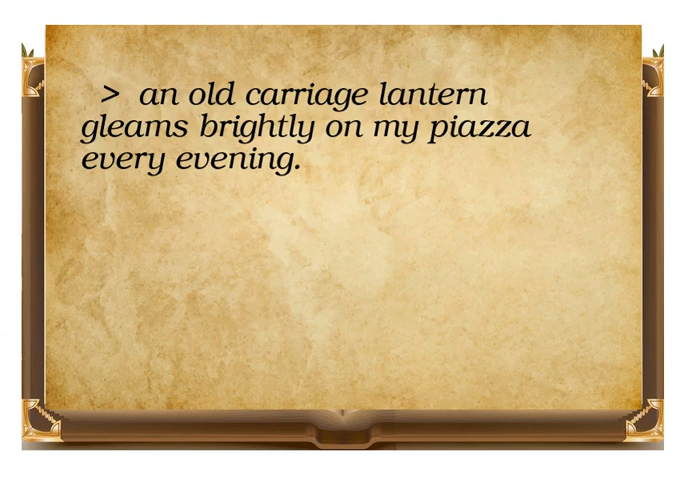 > an old carriage lantern
gleams brightly on my piazza
every evening.